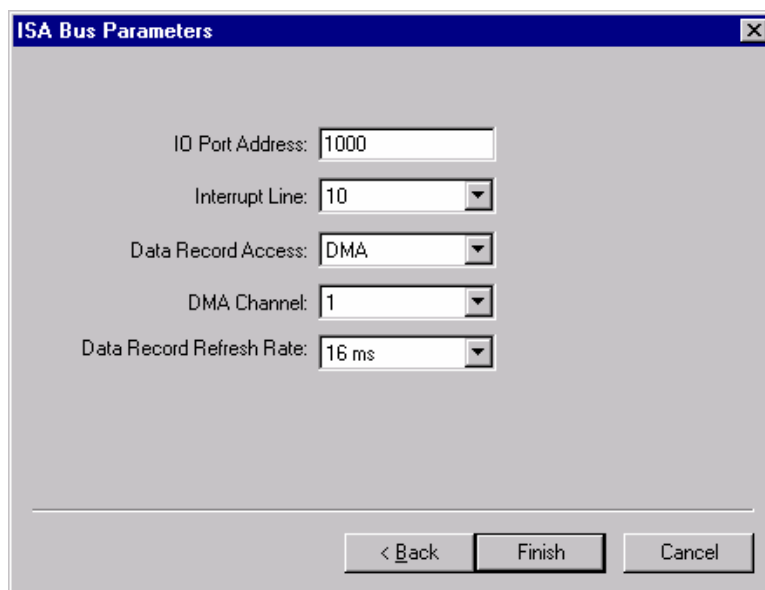 ISA Bus Parameters
IO Port Address: 1000
Interrupt Line: 10
Data Record Access: DMA
DMA Channel: 1
Data Record Refresh Rate: 16 ms
< Back Finish Cancel